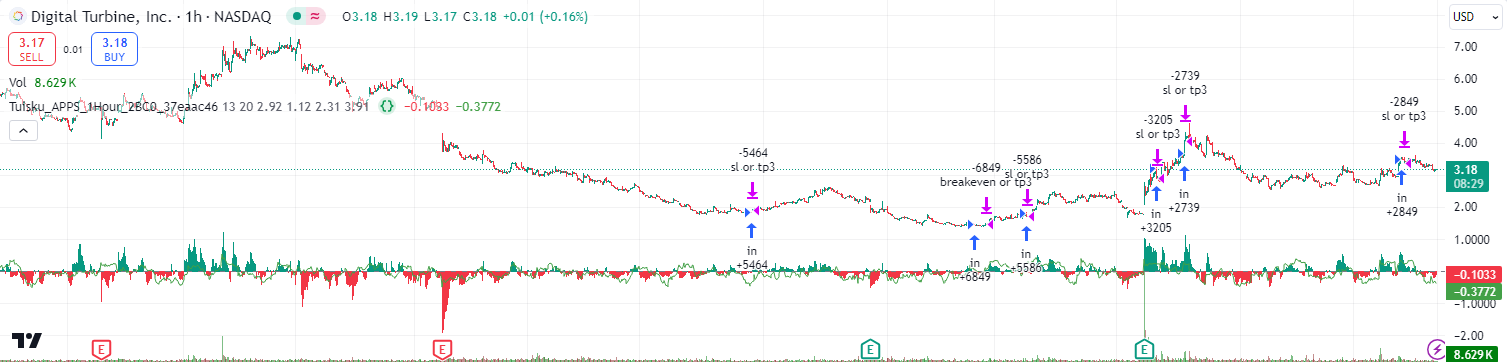 Digital Turbine, Inc. · 1h · NASDAQ O3.18 H3.19 L3.17 C3.18 +0.01 (+0.16%)
USD
3.17
SELL
0.01
3.18
BUY
Vol 8.629 K
Tuisku_APPS_1Hour_2BC0_37eaac46 13 20 2.92 1.12 2.31 3.91 −0.1033 −0.3772
7.00
6.00
5.00
4.00
3.18
08:29
2.00
1.0000
−0.1033
−0.3772
−1.0000
−2.00
8.629 K
-5464
sl or tp3
in
+5464
-6849
breakeven or tp3
in
+6849
-5586
sl or tp3
in
+5586
-3205
sl or tp3
in
+3205
-2739
sl or tp3
in
+2739
-2849
sl or tp3
in
+2849
E
E
E
E